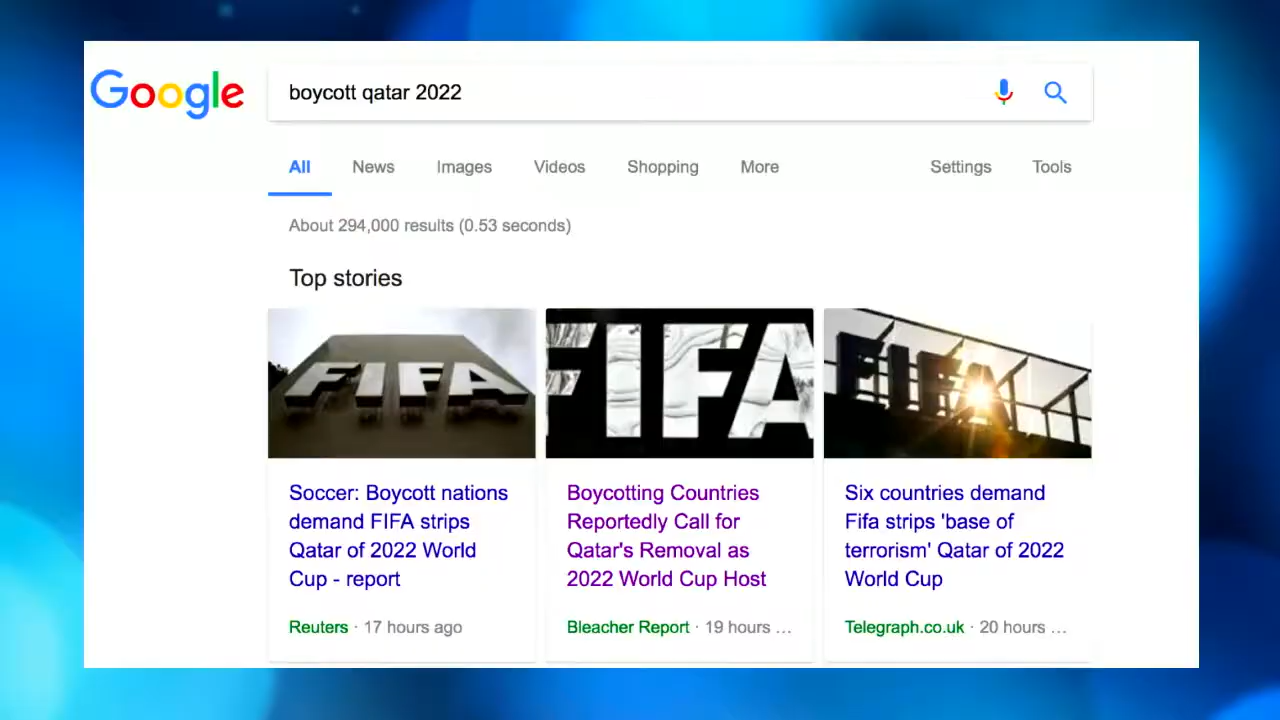 Google
boycott qatar 2022
All News Images Videos Shopping More Settings Tools
About 294,000 results (0.53 seconds)
Top stories
FIFA
FIFA
FIFA
Soccer: Boycott nations
demand FIFA strips
Qatar of 2022 World
Cup - report
Reuters · 17 hours ago
Boycotting Countries
Reportedly Call for
Qatar's Removal as
2022 World Cup Host
Bleacher Report · 19 hours ...
Six countries demand
Fifa strips 'base of
terrorism' Qatar of 2022
World Cup
Telegraph.co.uk · 20 hours ...